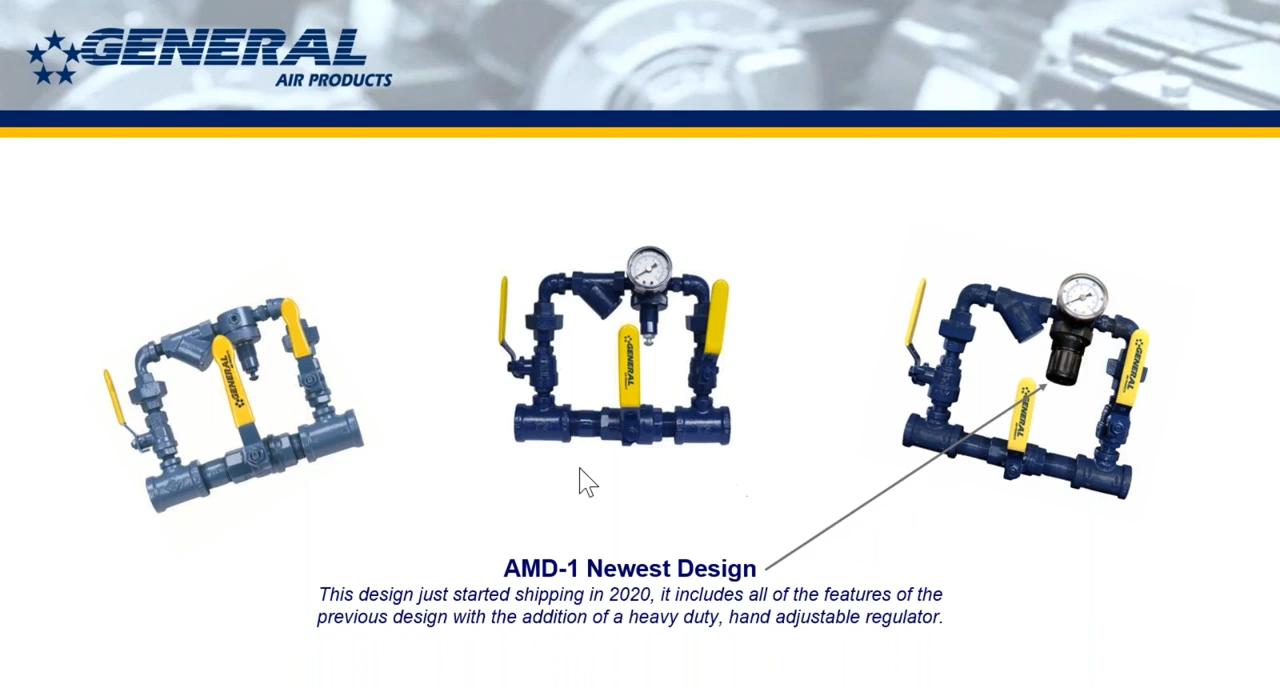 GENERAL
AIR PRODUCTS
GENERAL
GENERAL
GENERAL
GENERAL
AMD-1 Newest Design
This design just started shipping in 2020, it includes all of the features of the
previous design with the addition of a heavy duty, hand adjustable regulator.